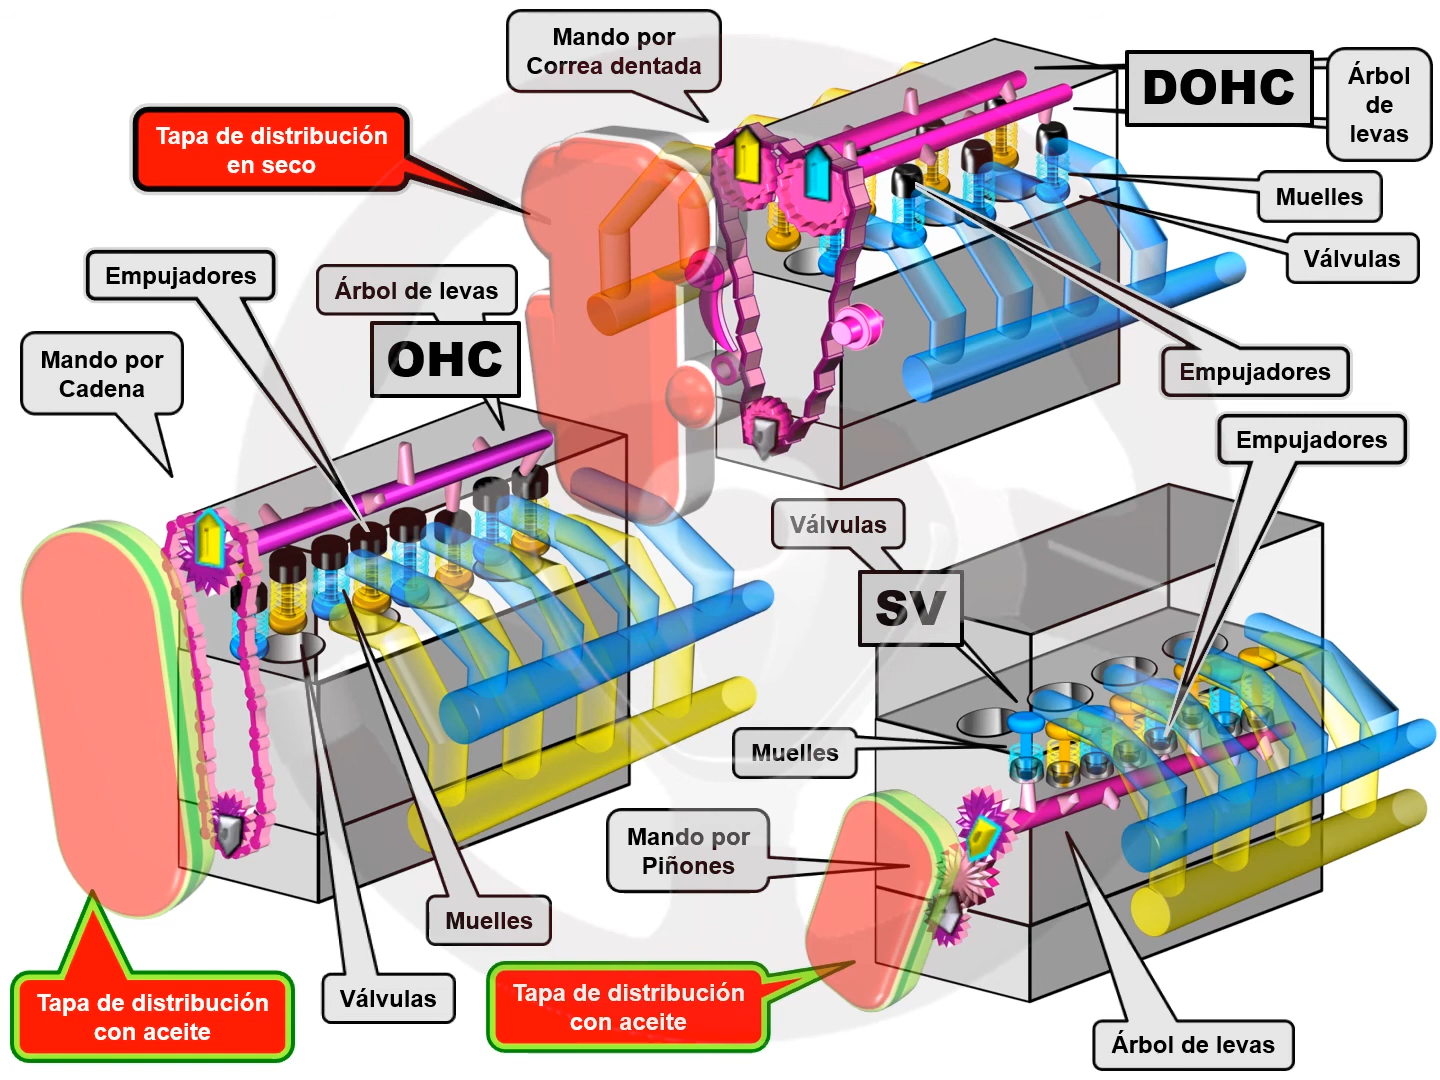 Mando por
Correa dentada
DOHC
Árbol
de
levas
Tapa de distribución
en seco
Muelles
Válvulas
Empujadores
Árbol de levas
OHC
Mando por
Cadena
Empujadores
Empujadores
Válvulas
SV
Muelles
Mando por
Piñones
Muelles
Válvulas
Tapa de distribución
con aceite
Tapa de distribución
con aceite
Árbol de levas